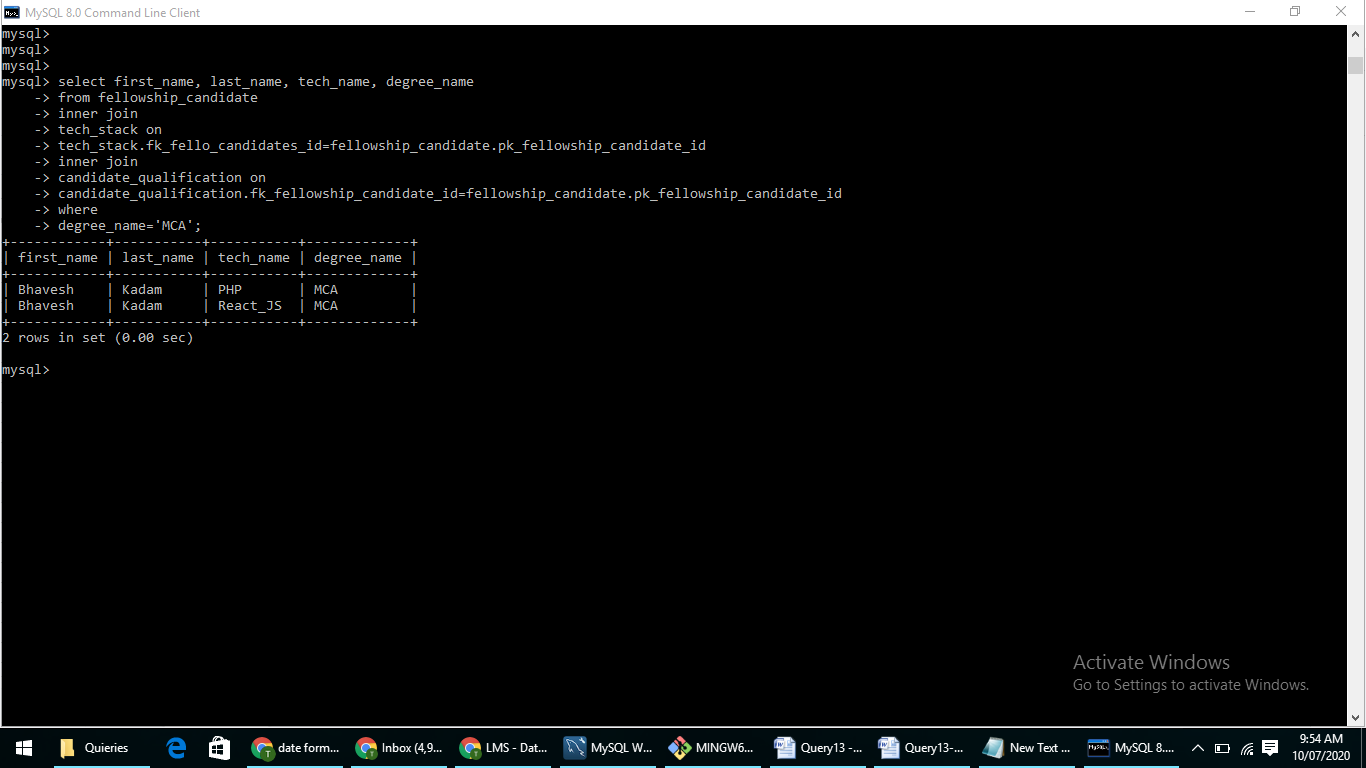 MySQL 8.0 Command Line Client
mysql>
mysql>
mysql>
mysql> select first_name, last_name, tech_name, degree_name
    -> from fellowship_candidate
    -> inner join
    -> tech_stack on
    -> tech_stack.fk_fello_candidates_id=fellowship_candidate.pk_fellowship_candidate_id
    -> inner join
    -> candidate_qualification on
    -> candidate_qualification.fk_fellowship_candidate_id=fellowship_candidate.pk_fellowship_candidate_id
    -> where
    -> degree_name='MCA';
+------------+-----------+-----------+-------------+
| first_name | last_name | tech_name | degree_name |
+------------+-----------+-----------+-------------+
| Bhavesh    | Kadam     | PHP       | MCA         |
| Bhavesh    | Kadam     | React_JS  | MCA         |
+------------+-----------+-----------+-------------+
2 rows in set (0.00 sec)
mysql>
Activate Windows
Go to Settings to activate Windows.
Quieries date form... Inbox (4,9... LMS - Dat... MySQL W... MINGW6... Query13 -... Query13-... New Text ... MySQL 8.... 9:54 AM
10/07/2020